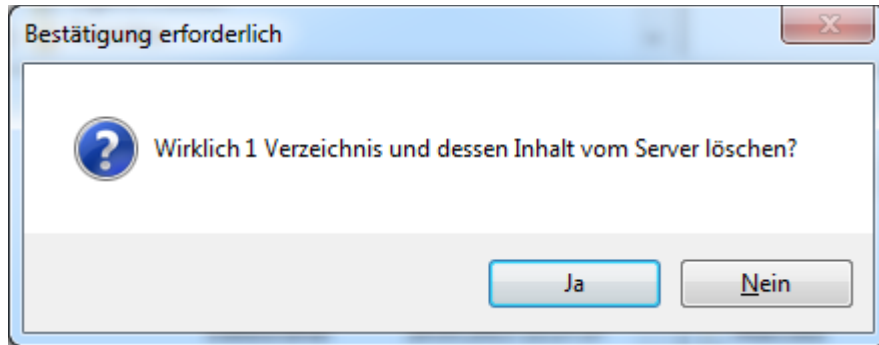 Bestätigung erforderlich
Wirklich 1 Verzeichnis und dessen Inhalt vom Server löschen?
Ja
Nein